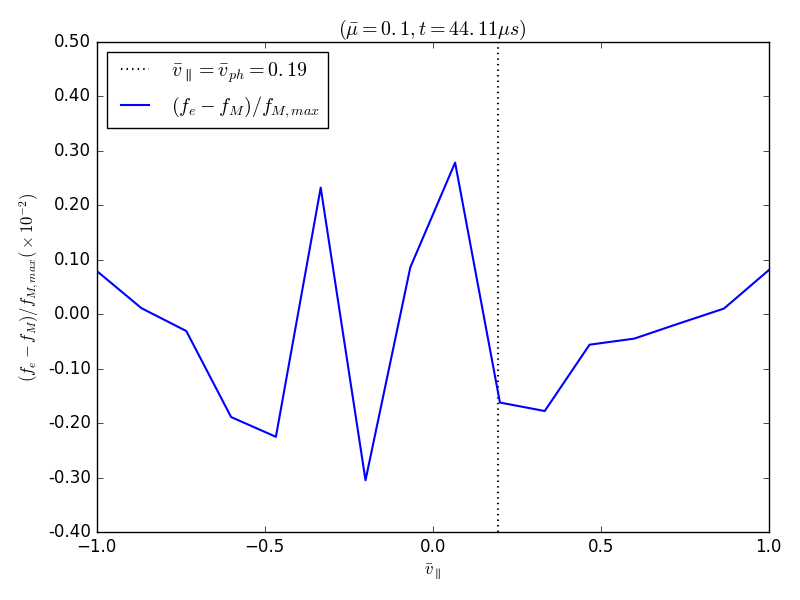 (μ̄ = 0.1, t = 44.11μs)
v̄∥ = v̄ph = 0.19
(fe − fM)/fM,max
(fe − fM)/fM,max(×10⁻²)
0.50
0.40
0.30
0.20
0.10
0.00
-0.10
-0.20
-0.30
-0.40
−1.0 −0.5 0.0 0.5 1.0
v̄∥